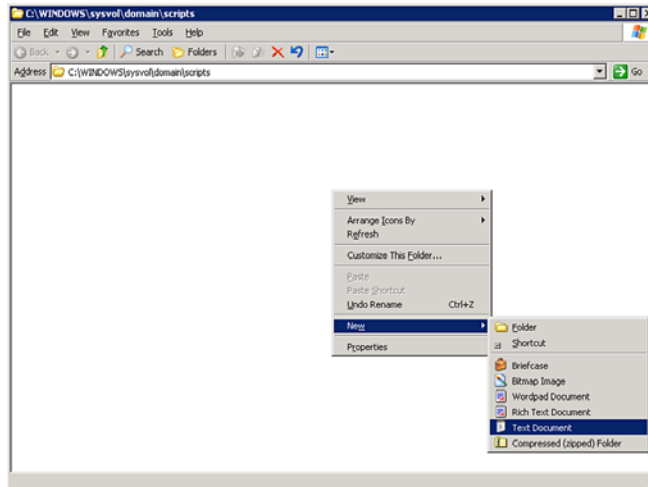 C:\WINDOWS\sysvol\domain\scripts
File Edit View Favorites Tools Help
Back Search Folders
Address C:\WINDOWS\sysvol\domain\scripts Go
View
Arrange Icons By
Refresh
Customize This Folder...
Paste
Paste Shortcut
Undo Rename Ctrl+Z
New
Properties
Folder
Shortcut
Briefcase
Bitmap Image
Wordpad Document
Rich Text Document
Text Document
Compressed (zipped) Folder